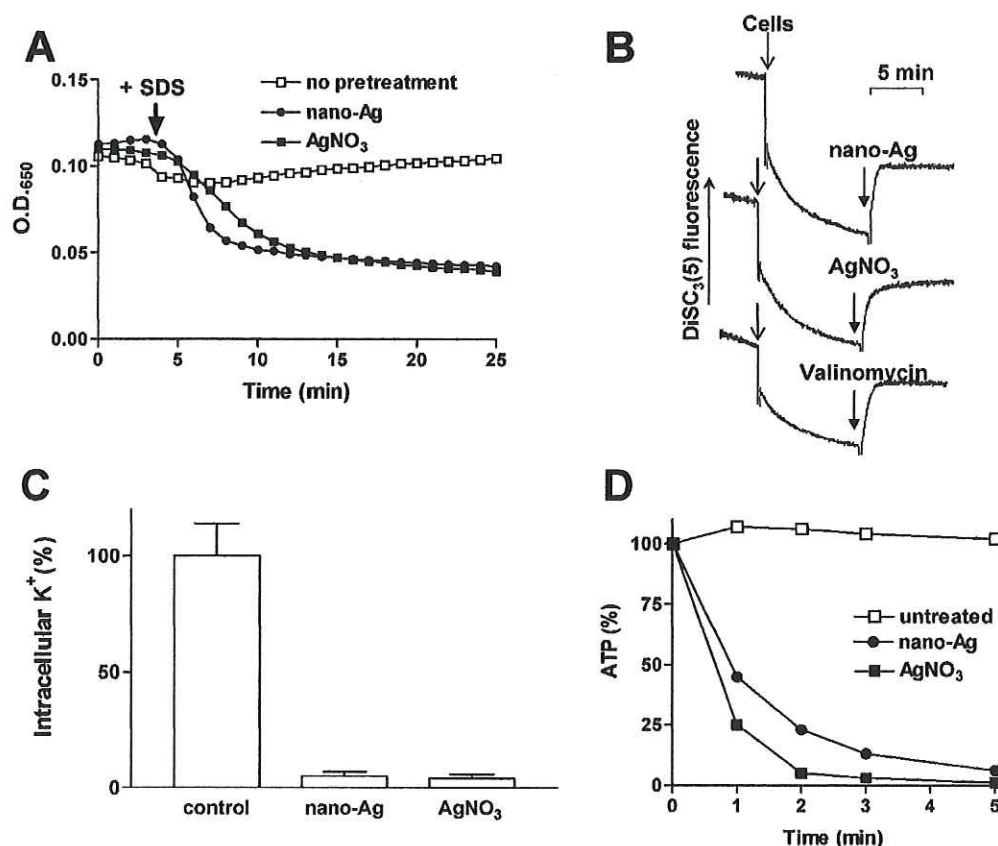 A
+ SDS
no pretreatment
nano-Ag
AgNO₃
O.D.₆₅₀
0.15
0.10
0.05
0.00
0 5 10 15 20 25
Time (min)
B
Cells
5 min
nano-Ag
AgNO₃
Valinomycin
DiSC₃(5) fluorescence
C
Intracellular K⁺ (%)
100
50
0
control nano-Ag AgNO₃
D
ATP (%)
100
75
50
25
0
untreated
nano-Ag
AgNO₃
0 1 2 3 4 5
Time (min)